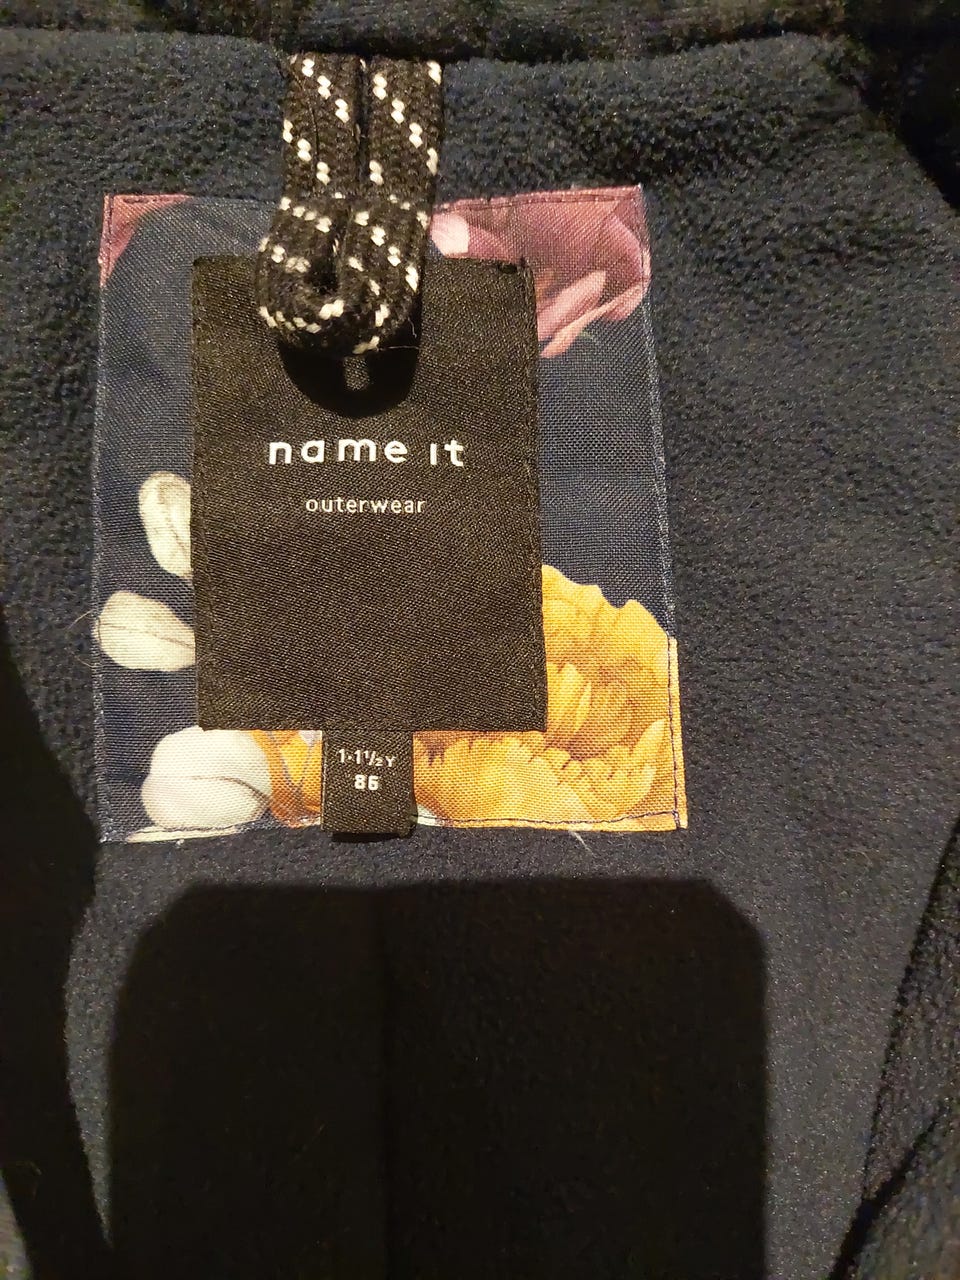 name it
outerwear
1-1½Y
86